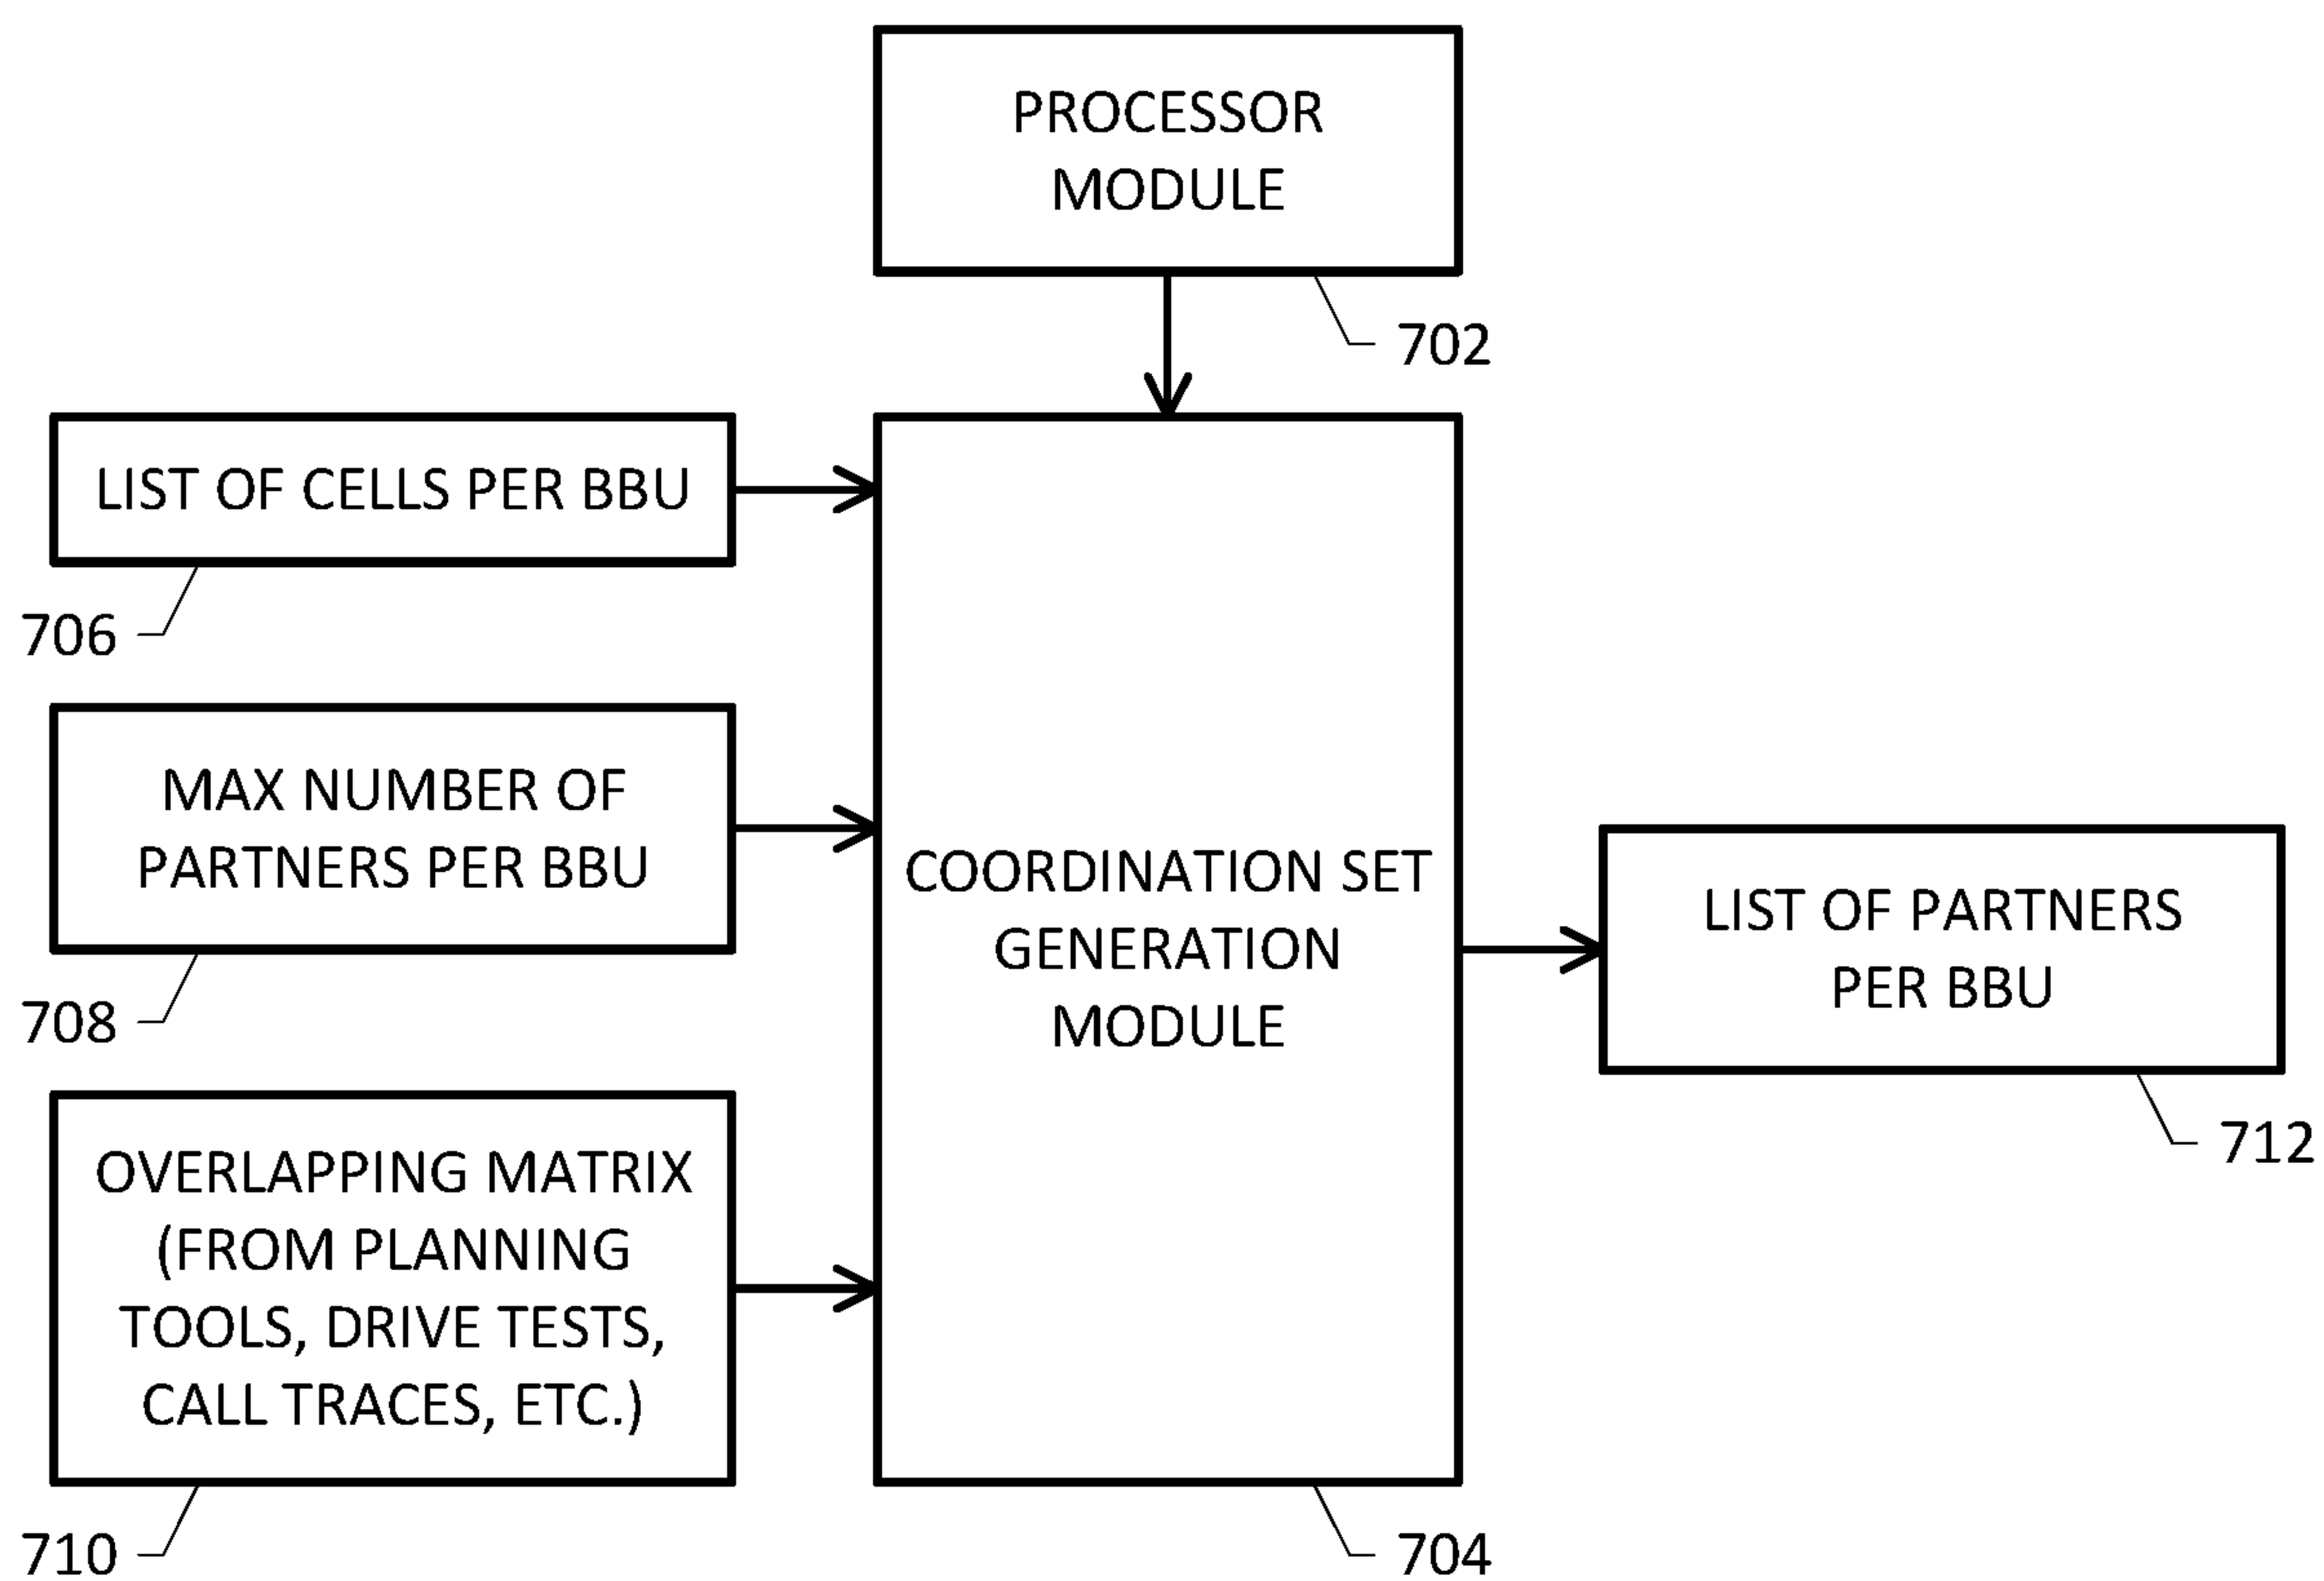 PROCESSOR
MODULE
702
LIST OF CELLS PER BBU
706
MAX NUMBER OF
PARTNERS PER BBU
708
OVERLAPPING MATRIX
(FROM PLANNING
TOOLS, DRIVE TESTS,
CALL TRACES, ETC.)
710
COORDINATION SET
GENERATION
MODULE
704
LIST OF PARTNERS
PER BBU
712